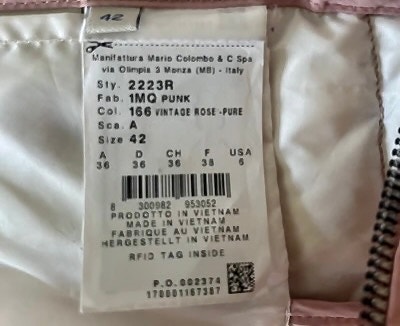 42
Manifattura Mario Colombo & C Spa
via Olimpia 3 Monza (MB) - Italy
Sty. 2223R
Fab. 1MQ PUNK
Col. 166 VINTAGE ROSE-PURE
Sca. A
Size 42
A D CH F USA
36 36 36 38 6
8 300982 953052
PRODOTTO IN VIETNAM
MADE IN VIETNAM
FABRIQUE AU VIETNAM
HERGESTELLT IN VIETNAM
RFID TAG INSIDE
P.O. 002374
170001167387